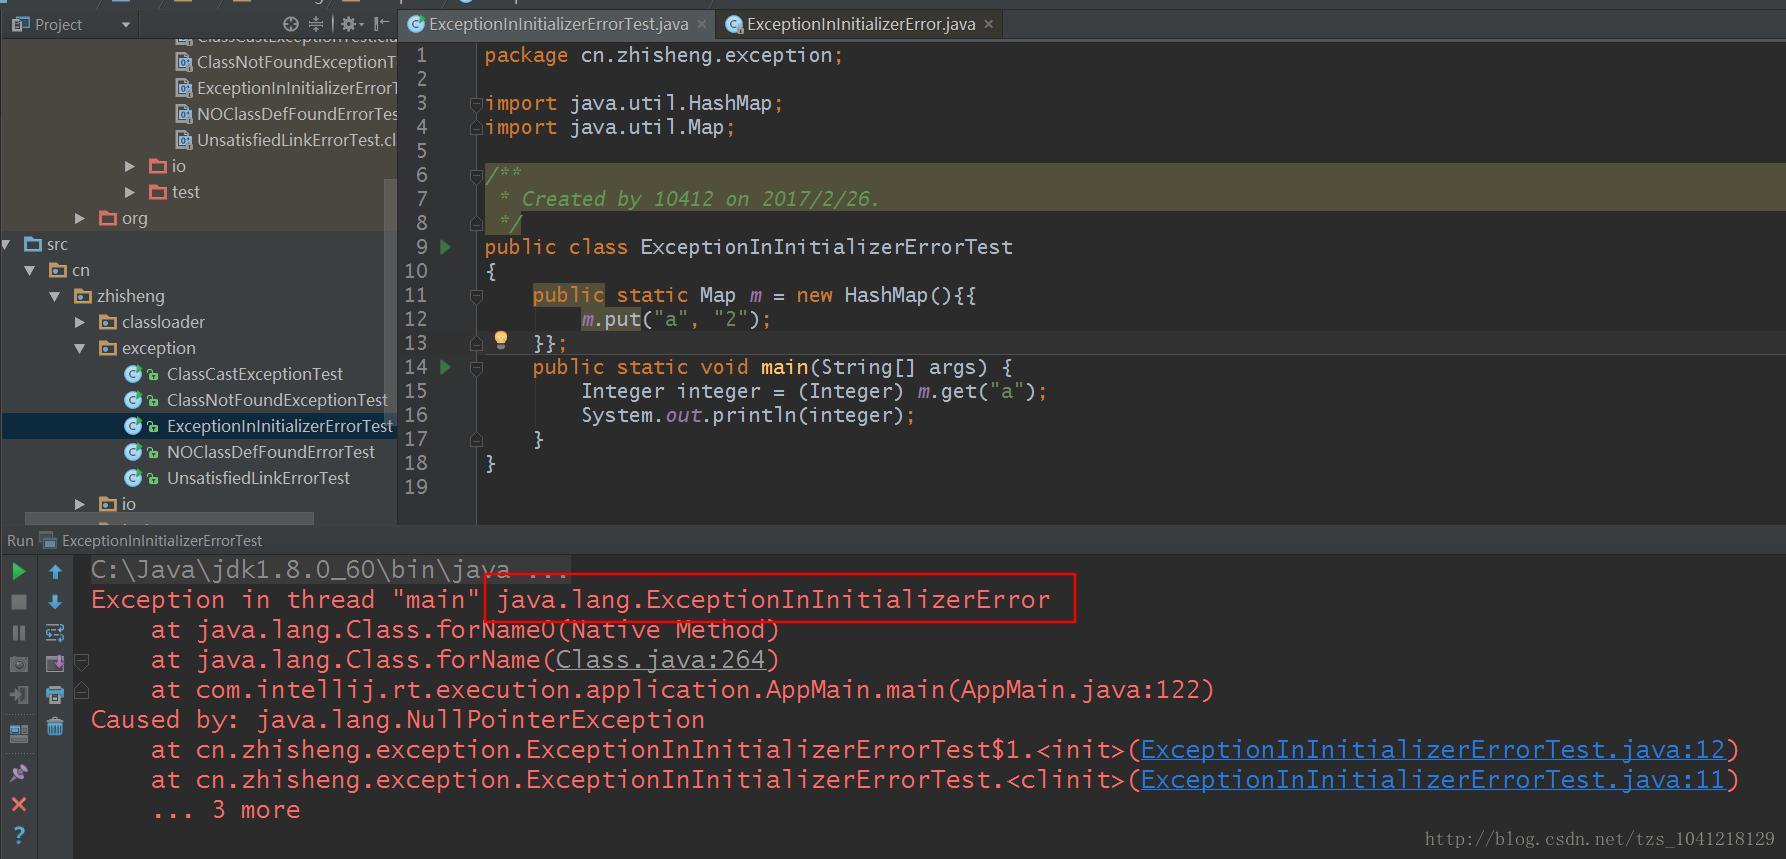 Project
ClassCastExceptionTest.cla
ClassNotFoundExceptionT
ExceptionInInitializerErrorT
NOClassDefFoundErrorTes
UnsatisfiedLinkErrorTest.cl
io
test
org
src
cn
zhisheng
classloader
exception
ClassCastExceptionTest
ClassNotFoundExceptionTest
ExceptionInInitializerErrorTest
NOClassDefFoundErrorTest
UnsatisfiedLinkErrorTest
io
ExceptionInInitializerErrorTest.java ×
ExceptionInInitializerError.java ×
1 package cn.zhisheng.exception;
2
3 import java.util.HashMap;
4 import java.util.Map;
5
6 /**
7 * Created by 10412 on 2017/2/26.
8 */
9 public class ExceptionInInitializerErrorTest
10 {
11 public static Map m = new HashMap(){{
12 m.put("a", "2");
13 }};
14 public static void main(String[] args) {
15 Integer integer = (Integer) m.get("a");
16 System.out.println(integer);
17 }
18 }
19
Run ExceptionInInitializerErrorTest
C:\Java\jdk1.8.0_60\bin\java ...
Exception in thread "main" java.lang.ExceptionInInitializerError
at java.lang.Class.forName0(Native Method)
at java.lang.Class.forName(Class.java:264)
at com.intellij.rt.execution.application.AppMain.main(AppMain.java:122)
Caused by: java.lang.NullPointerException
at cn.zhisheng.exception.ExceptionInInitializerErrorTest$1.<init>(ExceptionInInitializerErrorTest.java:12)
at cn.zhisheng.exception.ExceptionInInitializerErrorTest.<clinit>(ExceptionInInitializerErrorTest.java:11)
... 3 more
http://blog.csdn.net/tzs_1041218129